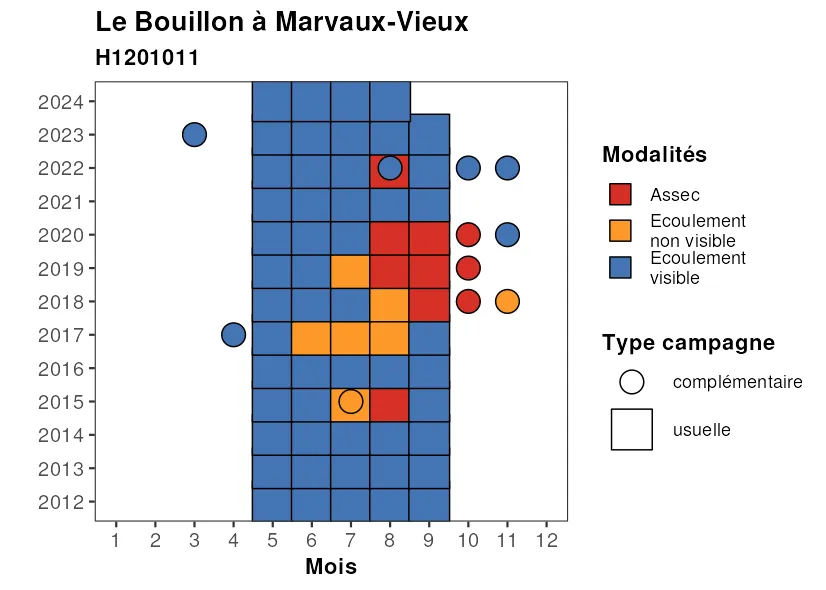 Le Bouillon à Marvaux-Vieux
H1201011
2024
2023
2022
2021
2020
2019
2018
2017
2016
2015
2014
2013
2012
1 2 3 4 5 6 7 8 9 10 11 12
Mois
Modalités
Assec
Ecoulement
non visible
Ecoulement
visible
Type campagne
complémentaire
usuelle